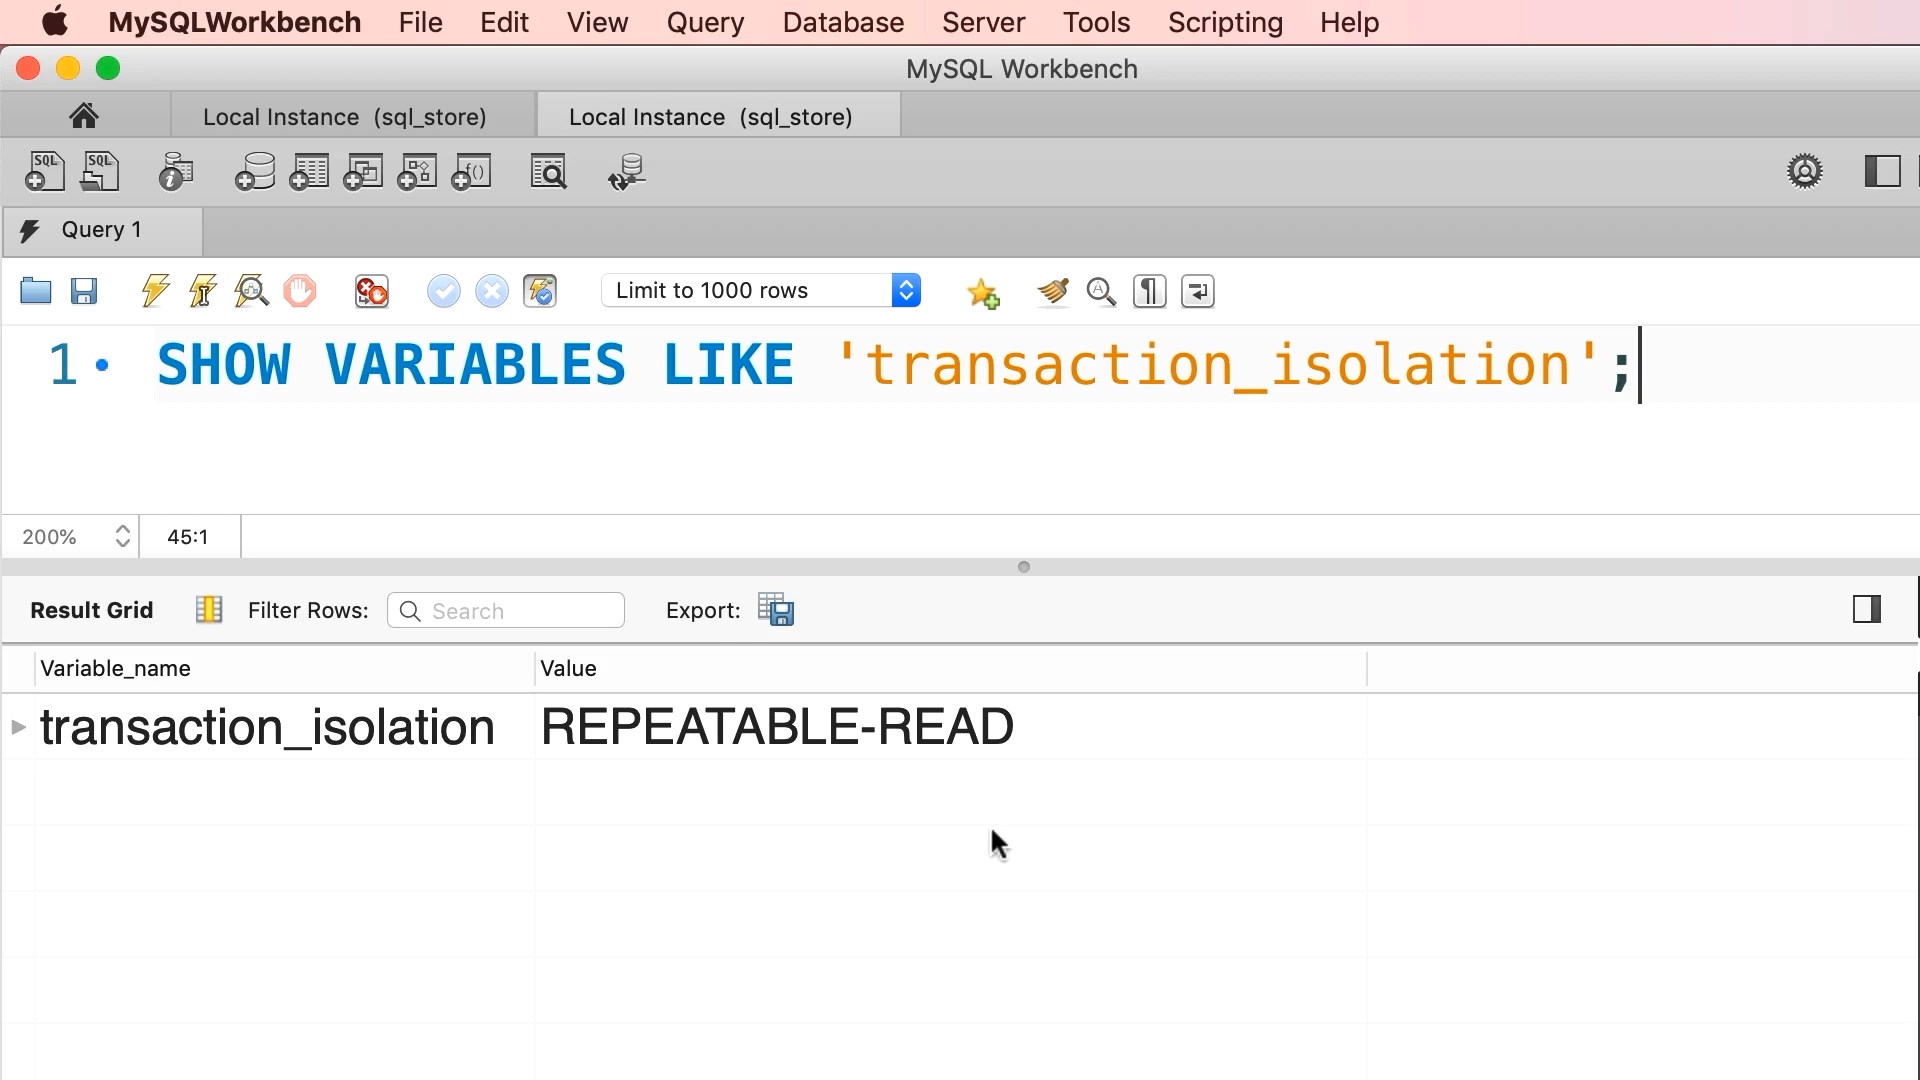 MySQLWorkbench File Edit View Query Database Server Tools Scripting Help
MySQL Workbench
Local Instance (sql_store) Local Instance (sql_store)
SQL SQL
Query 1
Limit to 1000 rows
1 SHOW VARIABLES LIKE 'transaction_isolation';
200% 45:1
Result Grid Filter Rows: Search Export:
Variable_name Value
transaction_isolation REPEATABLE-READ